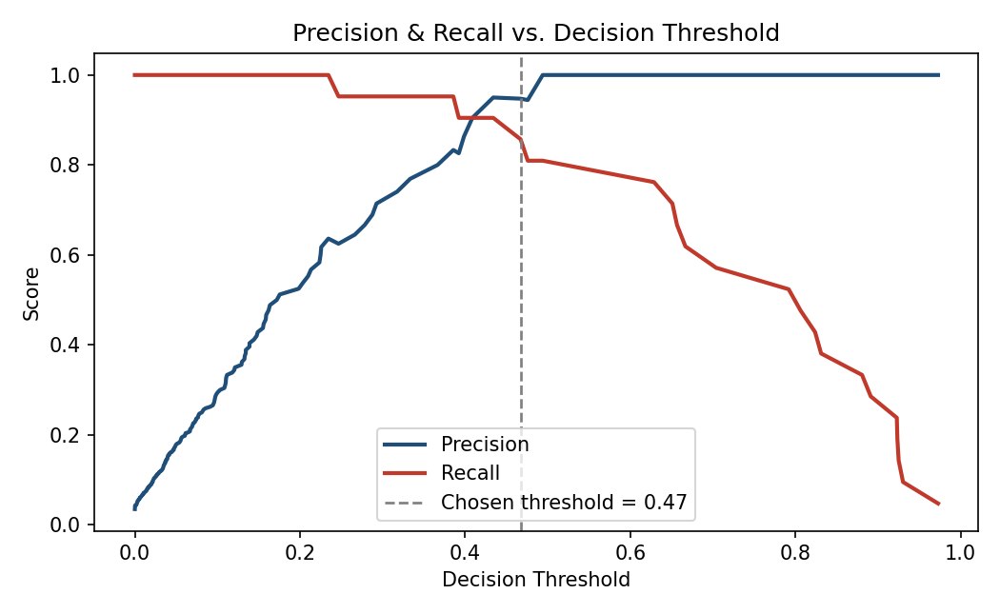 Precision & Recall vs. Decision Threshold
1.0
0.8
0.6
0.4
0.2
0.0
Score
Precision
Recall
Chosen threshold = 0.47
0.0 0.2 0.4 0.6 0.8 1.0
Decision Threshold